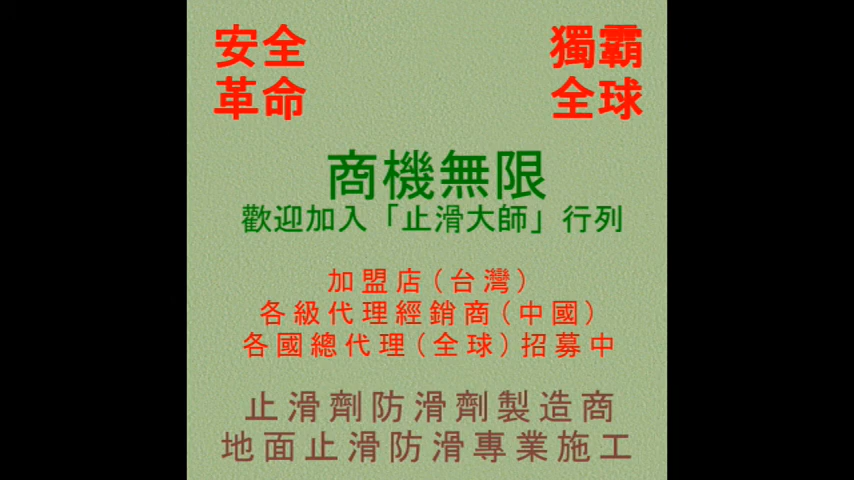 安全
革命
獨霸
全球
商機無限
歡迎加入「止滑大師」行列
加盟店(台灣)
各級代理經銷商(中國)
各國總代理(全球)招募中
止滑劑防滑劑製造商
地面止滑防滑專業施工